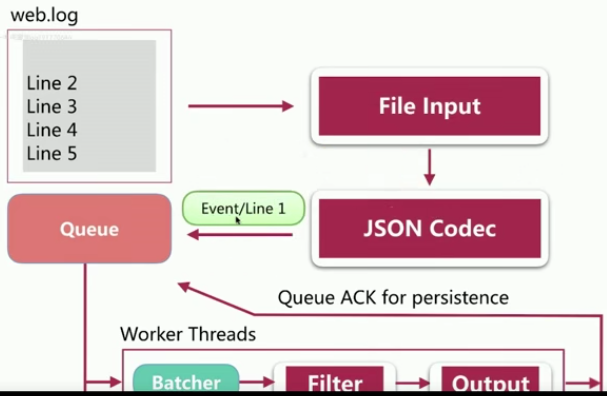 web.log
Line 2
Line 3
Line 4
Line 5
File Input
JSON Codec
Event/Line 1
Queue
Queue ACK for persistence
Worker Threads
Batcher
Filter
Output